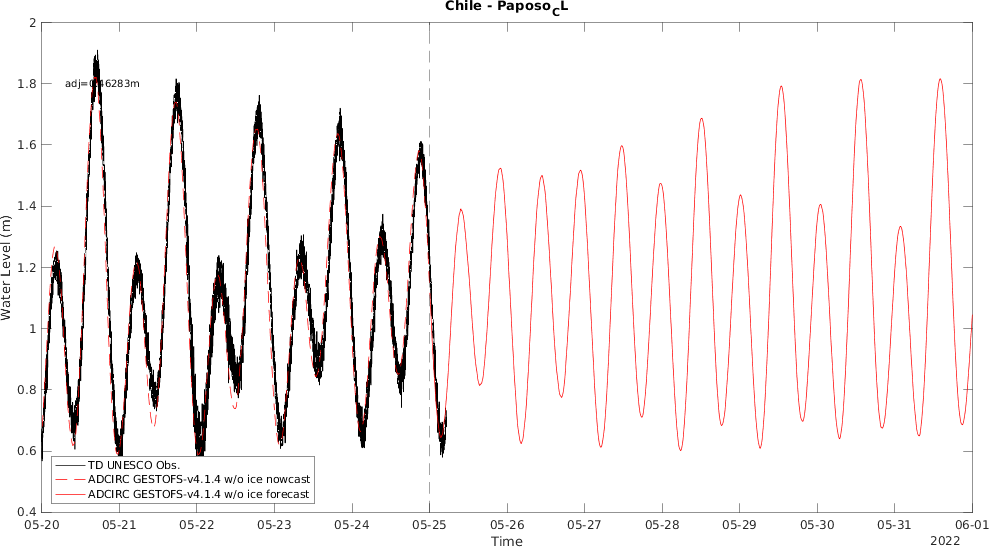 Chile - Paposo_CL
2
1.8
1.6
1.4
1.2
1
0.8
0.6
0.4
Water Level (m)
adj=0.46283m
TD UNESCO Obs.
ADCIRC GESTOFS-v4.1.4 w/o ice nowcast
ADCIRC GESTOFS-v4.1.4 w/o ice forecast
05-20 05-21 05-22 05-23 05-24 05-25 05-26 05-27 05-28 05-29 05-30 05-31 06-01
Time
2022